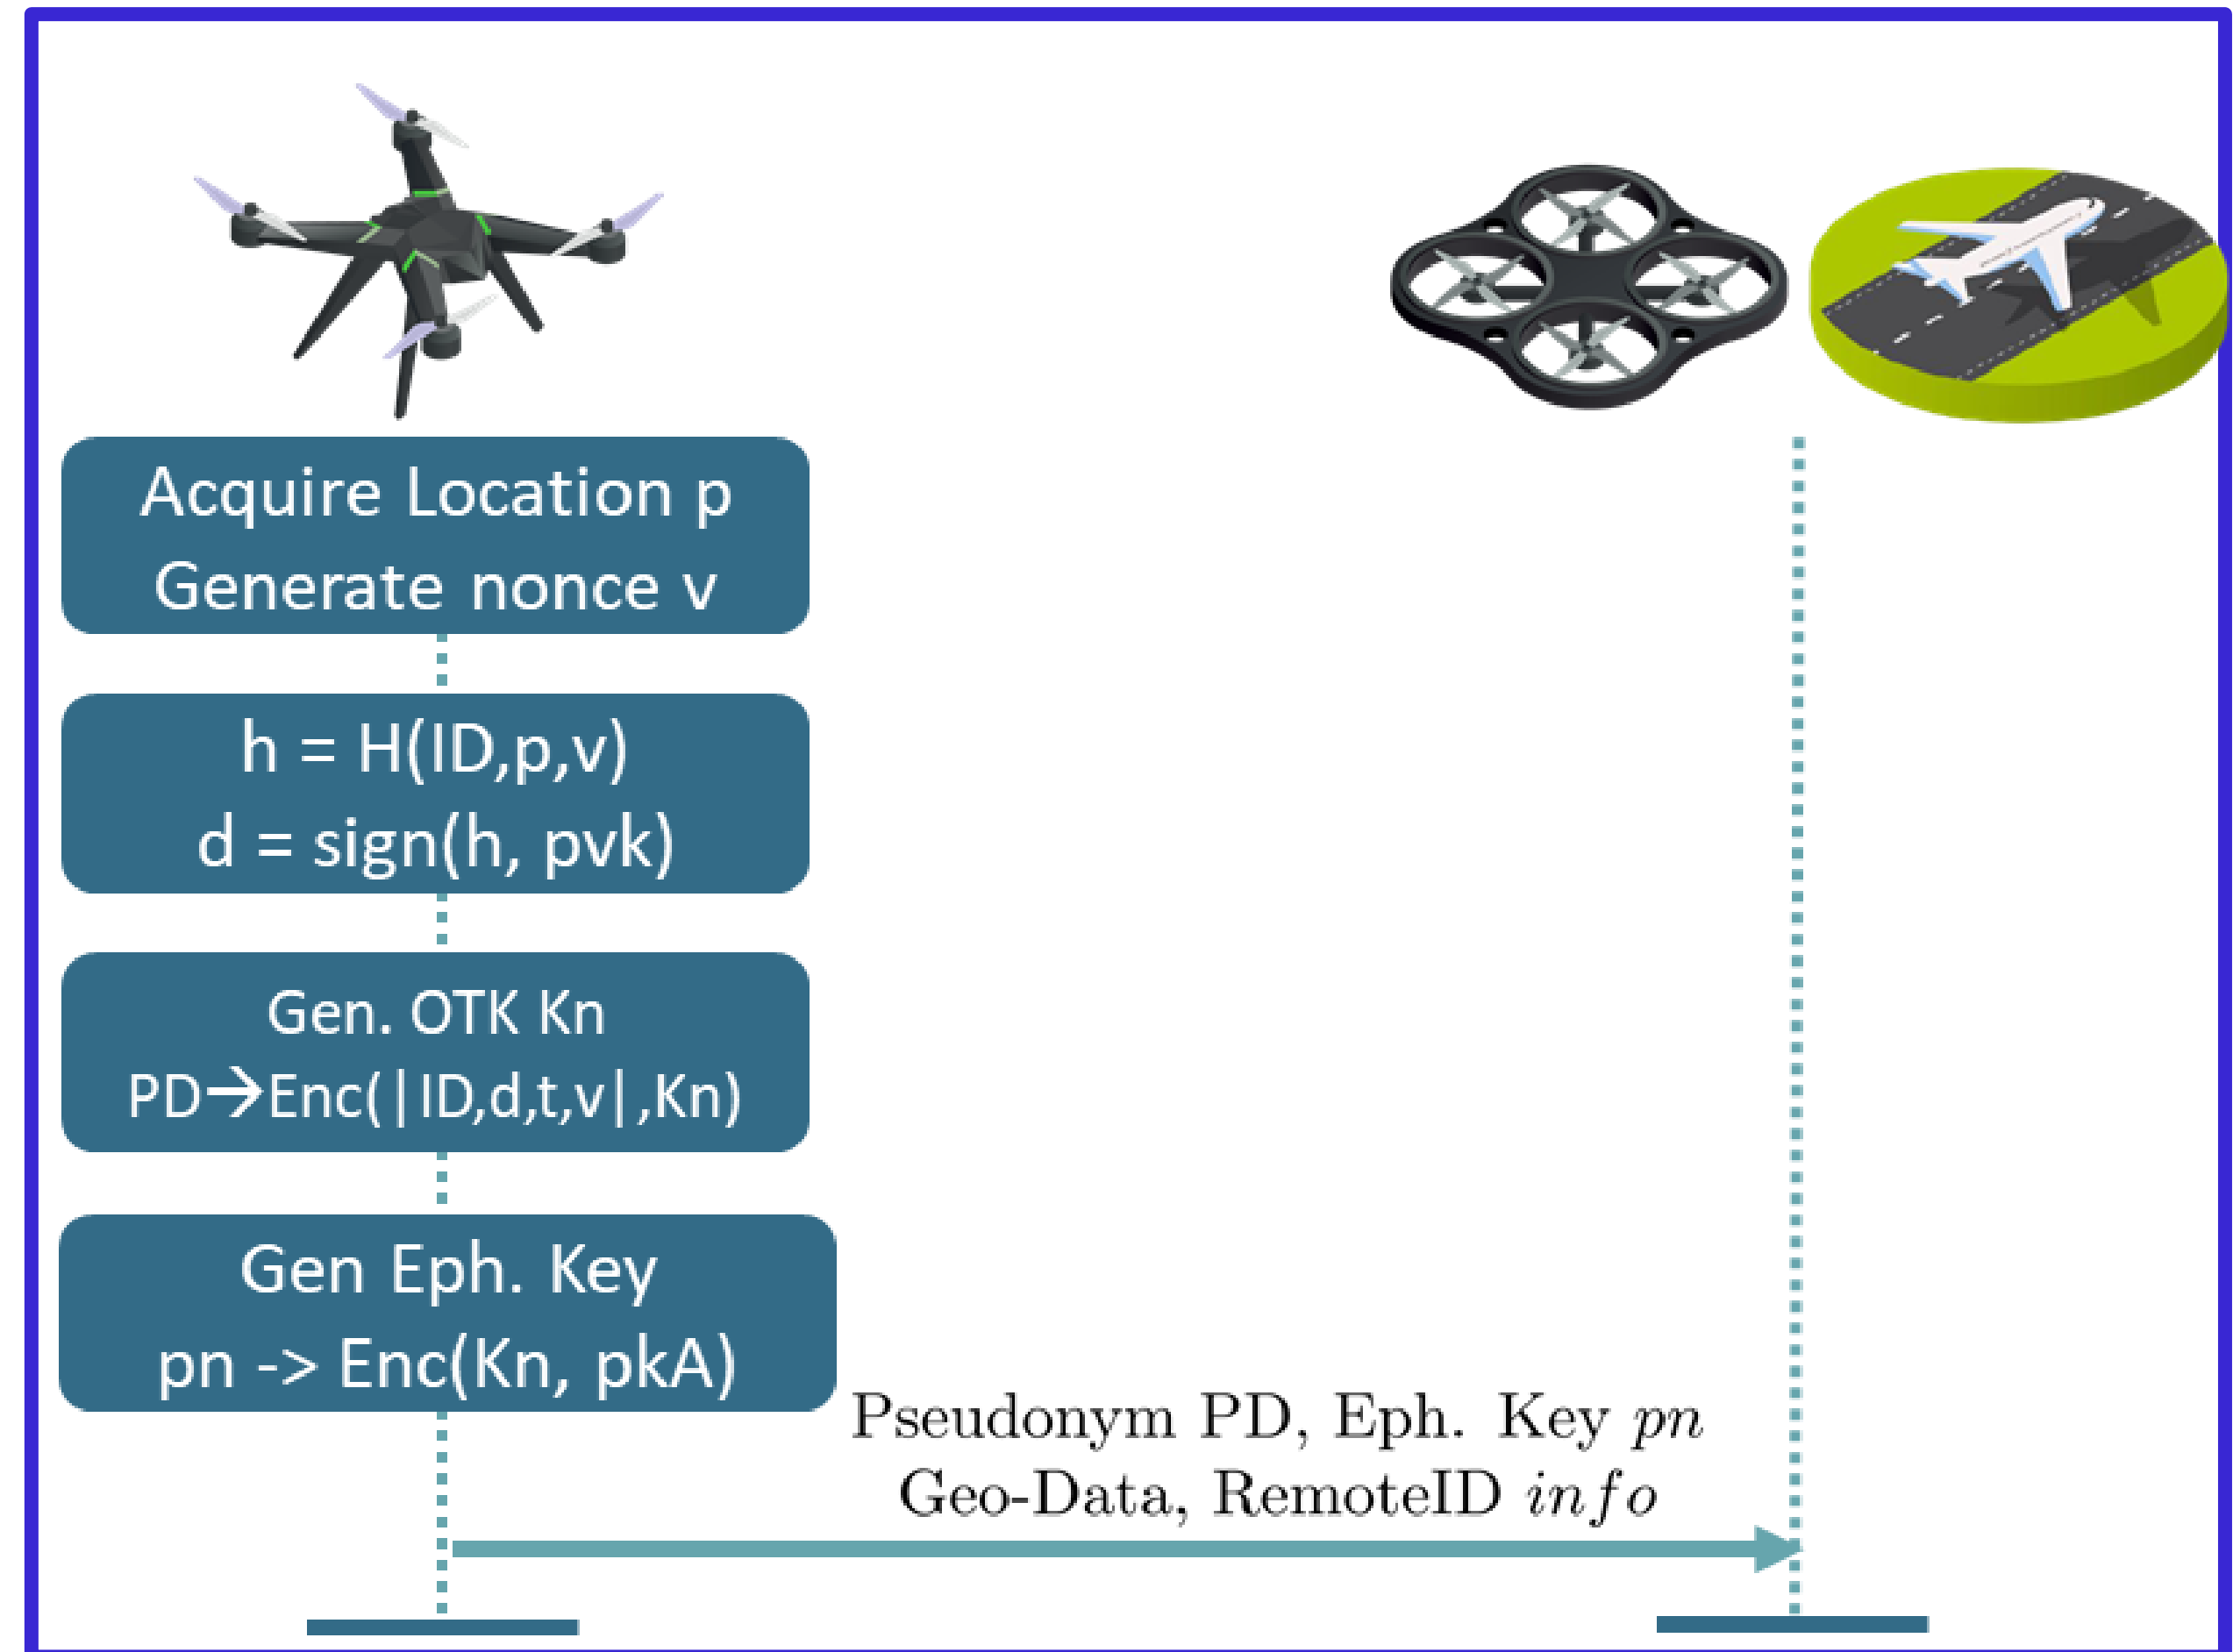 Acquire Location p
Generate nonce v
h = H(ID,p,v)
d = sign(h, pvk)
Gen. OTK Kn
PD→Enc(|ID,d,t,v|,Kn)
Gen Eph. Key
pn -> Enc(Kn, pkA)
Pseudonym PD, Eph. Key pn
Geo-Data, RemoteID info